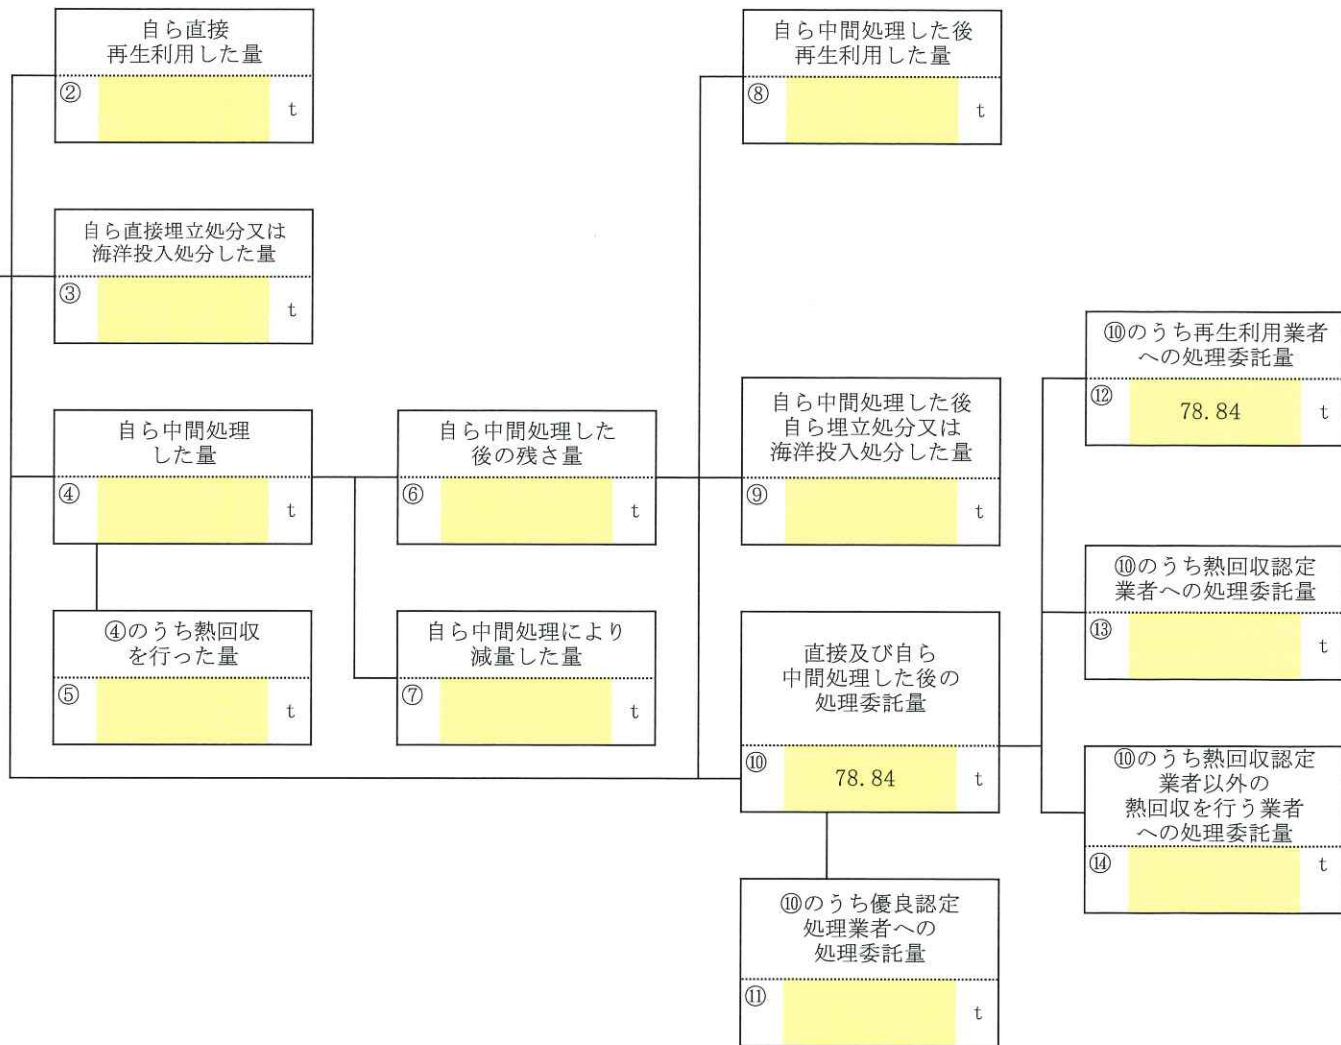 自ら直接
再生利用した量
②
t
自ら直接埋立処分又は
海洋投入処分した量
③
t
自ら中間処理
した量
④
t
④のうち熱回収
を行った量
⑤
t
自ら中間処理した
後の残さ量
⑥
t
自ら中間処理により
減量した量
⑦
t
自ら中間処理した後
再生利用した量
⑧
t
自ら中間処理した後
自ら埋立処分又は
海洋投入処分した量
⑨
t
直接及び自ら
中間処理した後の
処理委託量
⑩ 78.84 t
⑩のうち優良認定
処理業者への
処理委託量
⑪
t
⑩のうち再生利用業者
への処理委託量
⑫ 78.84 t
⑩のうち熱回収認定
業者への処理委託量
⑬
t
⑩のうち熱回収認定
業者以外の
熱回収を行う業者
への処理委託量
⑭
t